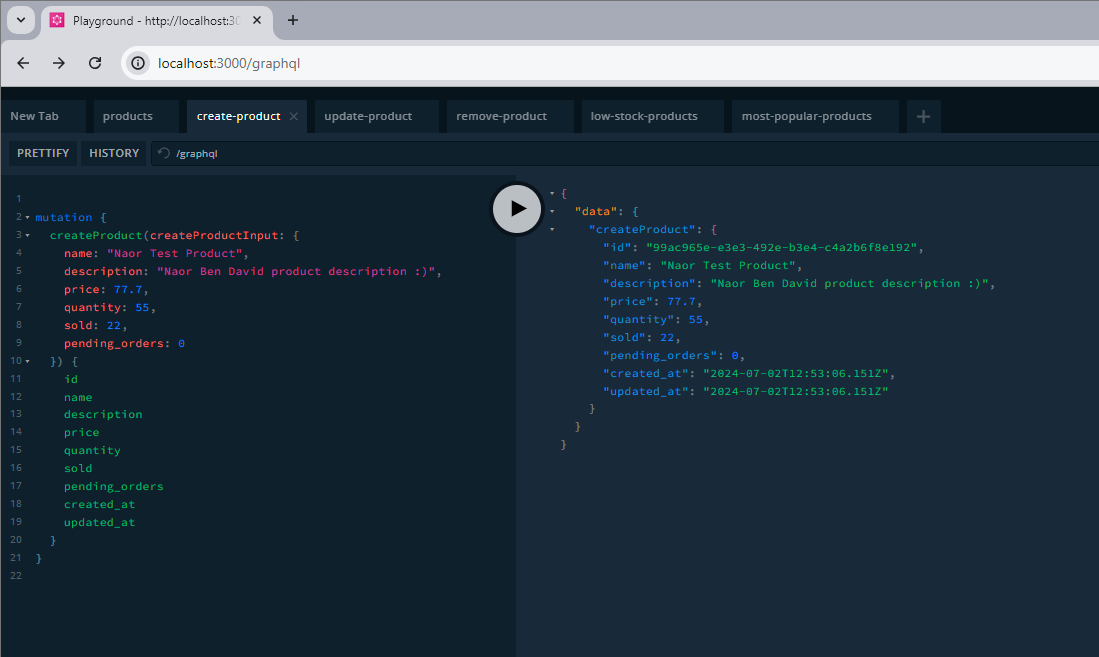 Playground - http://localhost:30
localhost:3000/graphql
New Tab
products
create-product
update-product
remove-product
low-stock-products
most-popular-products
PRETTIFY
HISTORY
/graphql
1
2 mutation {
3 createProduct(createProductInput: {
4 name: "Naor Test Product",
5 description: "Naor Ben David product description :)",
6 price: 77.7,
7 quantity: 55,
8 sold: 22,
9 pending_orders: 0
10 }) {
11 id
12 name
13 description
14 price
15 quantity
16 sold
17 pending_orders
18 created_at
19 updated_at
20 }
21 }
22
{
"data": {
"createProduct": {
"id": "99ac965e-e3e3-492e-b3e4-c4a2b6f8e192",
"name": "Naor Test Product",
"description": "Naor Ben David product description :)",
"price": 77.7,
"quantity": 55,
"sold": 22,
"pending_orders": 0,
"created_at": "2024-07-02T12:53:06.151Z",
"updated_at": "2024-07-02T12:53:06.151Z"
}
}
}